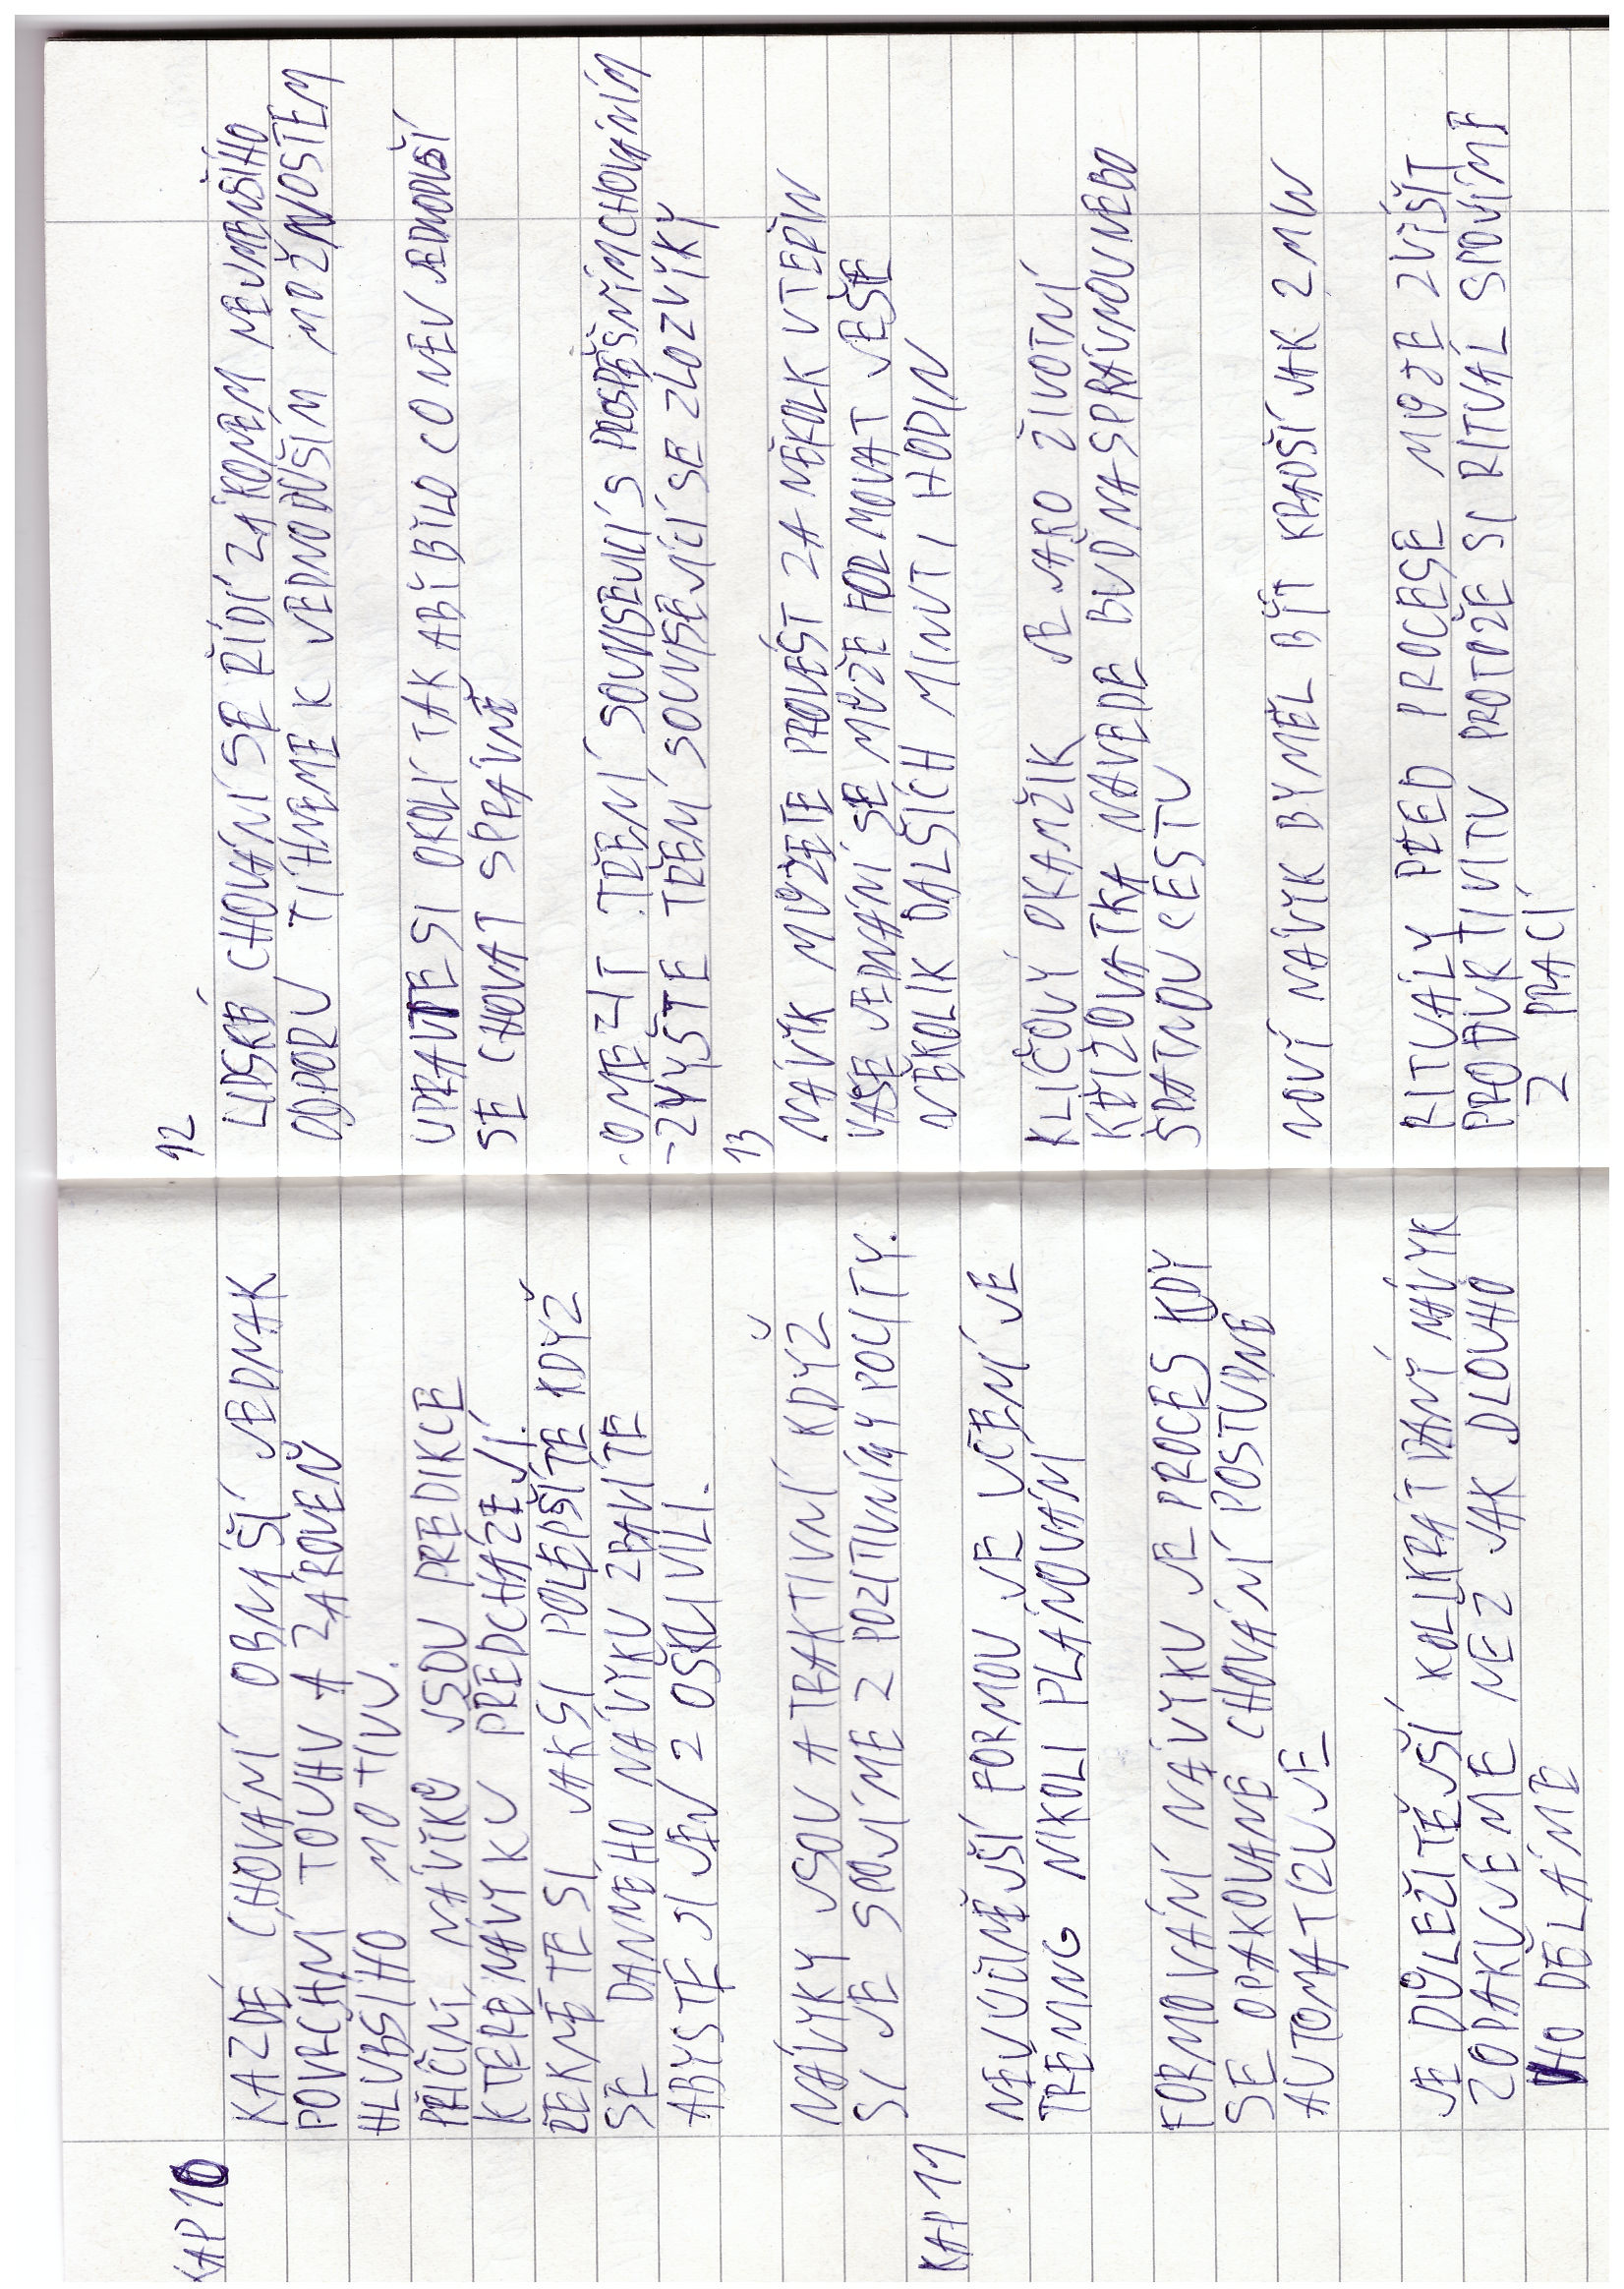 KAP 10
KAŽDÉ CHOVÁNÍ OBNÁŠÍ JEDNAK
POVRCHNÍ TOUHU A ZÁROVEŇ
HLUBŠÍHO MOTIVU.
PŘÍČINÍ NÁVIKŮ JSOU PREDIKCE
KTERÉ NÁVYKU PŘEDCHÁZEJÍ.
ŘEKNĚTE SI, JAK SI POLEPŠÍTE KDYŽ
SE DANNÉHO NÁVYKU ZBAVÍTE
ABYSTE SI JEN ZOŠKLIVILI.
NÁVYKY JSOU ATRAKTIVNÍ KDYŽ
SI JE SPOJÍME Z POZITIVNÍMY POCITY.
KAP 11
NEJÚČINĚJŠÍ FORMOU JE UČENÍ JE
TRÉNING NIKOLI PLÁNOVÁNÍ
FORMOVÁNÍ NÁVYKU JE PROCES KDY
SE OPAKOVANÉ CHOVÁNÍ POSTUPNĚ
AUTOMATIZUJE
JE DŮLEŽITĚJŠÍ KOLIKRÁT DANÝ NÁVYK
ZOPAKUJEME NEŽ JAK DLOUHO
HO DĚLÁME
12
LIDSKÉ CHOVÁNÍ SE ŘÍDÍ ZÁKONEM NEJMENŠÍHO
ODPORU TÍHNEME K JEDNODUŠÍM MOŽNOSTEM
UPRAVTE SI OKOLÍ TAK ABY BYLO CO NEJ JEDNODUŠÍ
SE CHOVAT SPRÁVNĚ
-OMEZIT TŘENÍ SOUVISEJICÍ S PROSPĚŠNÍM CHOVÁNÍM
-ZVYŠTE TŘENÍ SOUVISEJÍCÍ SE ZLOZVYKY
13
NÁVYK MŮŽETE PROVÉST ZA NĚKOLK VTEŘIN
VAŠE JEDNÁNÍ SE MŮŽE FORMOVAT JEŠE
NĚKOLIK DALŠÍCH MINUT I HODIN
KLÍČOVÝ OKAMŽIK JE JAKO ŽIVOTNÍ
KŘIŽOVATKA NAVEDE BUĎ NA SPRÁVNOU NEBO
ŠPATNOU CESTU
NOVÝ NÁVYK BY MĚL BÝT KRADŠÍ JAK 2 MIN
RITUÁLY PŘED PROCESE MŮŽE ZVÍŠIT
PRODUKTIVITU PROTOŽE SI RITUÁL SPOJÍME
Z PRACÍ